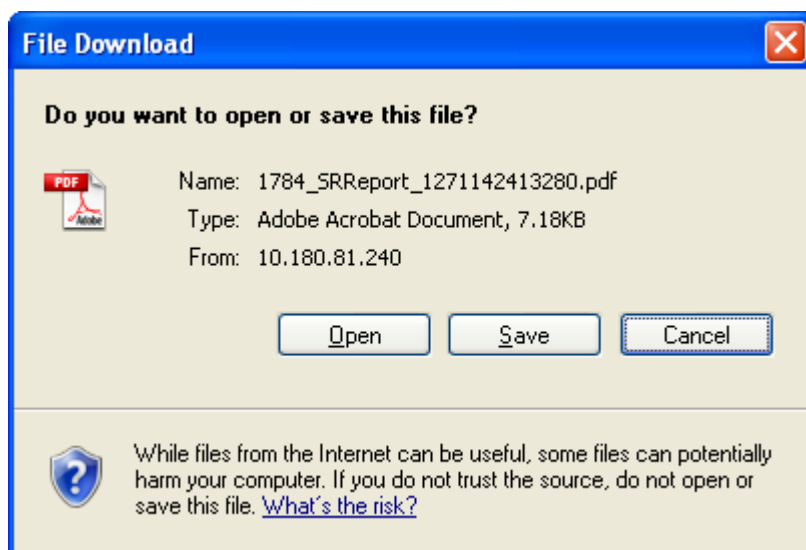 File Download
Do you want to open or save this file?
PDF
Adobe
Name: 1784_SRReport_1271142413280.pdf
Type: Adobe Acrobat Document, 7.18KB
From: 10.180.81.240
Open Save Cancel
While files from the Internet can be useful, some files can potentially
harm your computer. If you do not trust the source, do not open or
save this file. What's the risk?